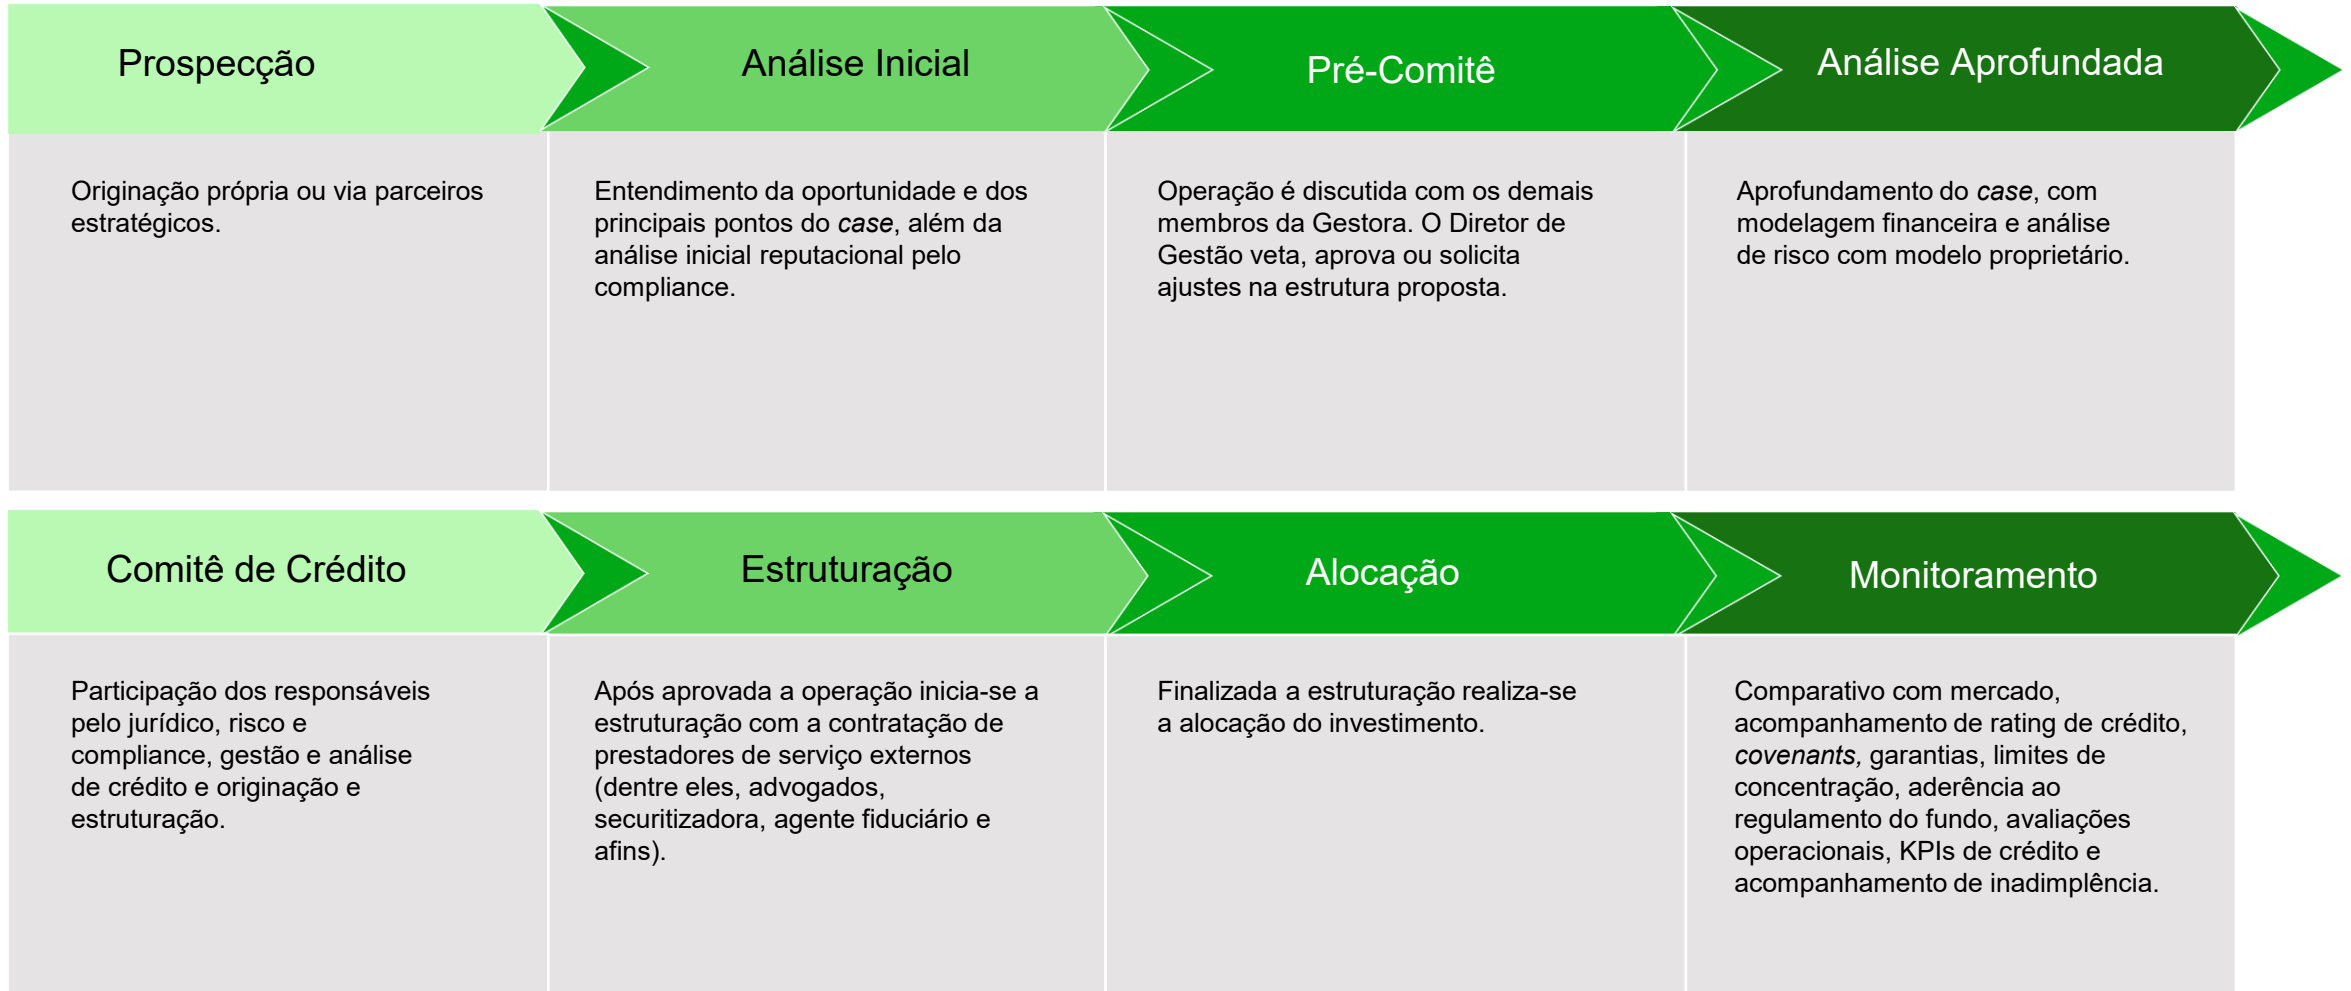 Prospecção
Análise Inicial
Pré-Comitê
Análise Aprofundada
Originação própria ou via parceiros
estratégicos.
Entendimento da oportunidade e dos
principais pontos do case, além da
análise inicial reputacional pelo
compliance.
Operação é discutida com os demais
membros da Gestora. O Diretor de
Gestão veta, aprova ou solicita
ajustes na estrutura proposta.
Aprofundamento do case, com
modelagem financeira e análise
de risco com modelo proprietário.
Comitê de Crédito
Estruturação
Alocação
Monitoramento
Participação dos responsáveis
pelo jurídico, risco e
compliance, gestão e análise
de crédito e originação e
estruturação.
Após aprovada a operação inicia-se a
estruturação com a contratação de
prestadores de serviço externos
(dentre eles, advogados,
securitizadora, agente fiduciário e
afins).
Finalizada a estruturação realiza-se
a alocação do investimento.
Comparativo com mercado,
acompanhamento de rating de crédito,
covenants, garantias, limites de
concentração, aderência ao
regulamento do fundo, avaliações
operacionais, KPIs de crédito e
acompanhamento de inadimplência.